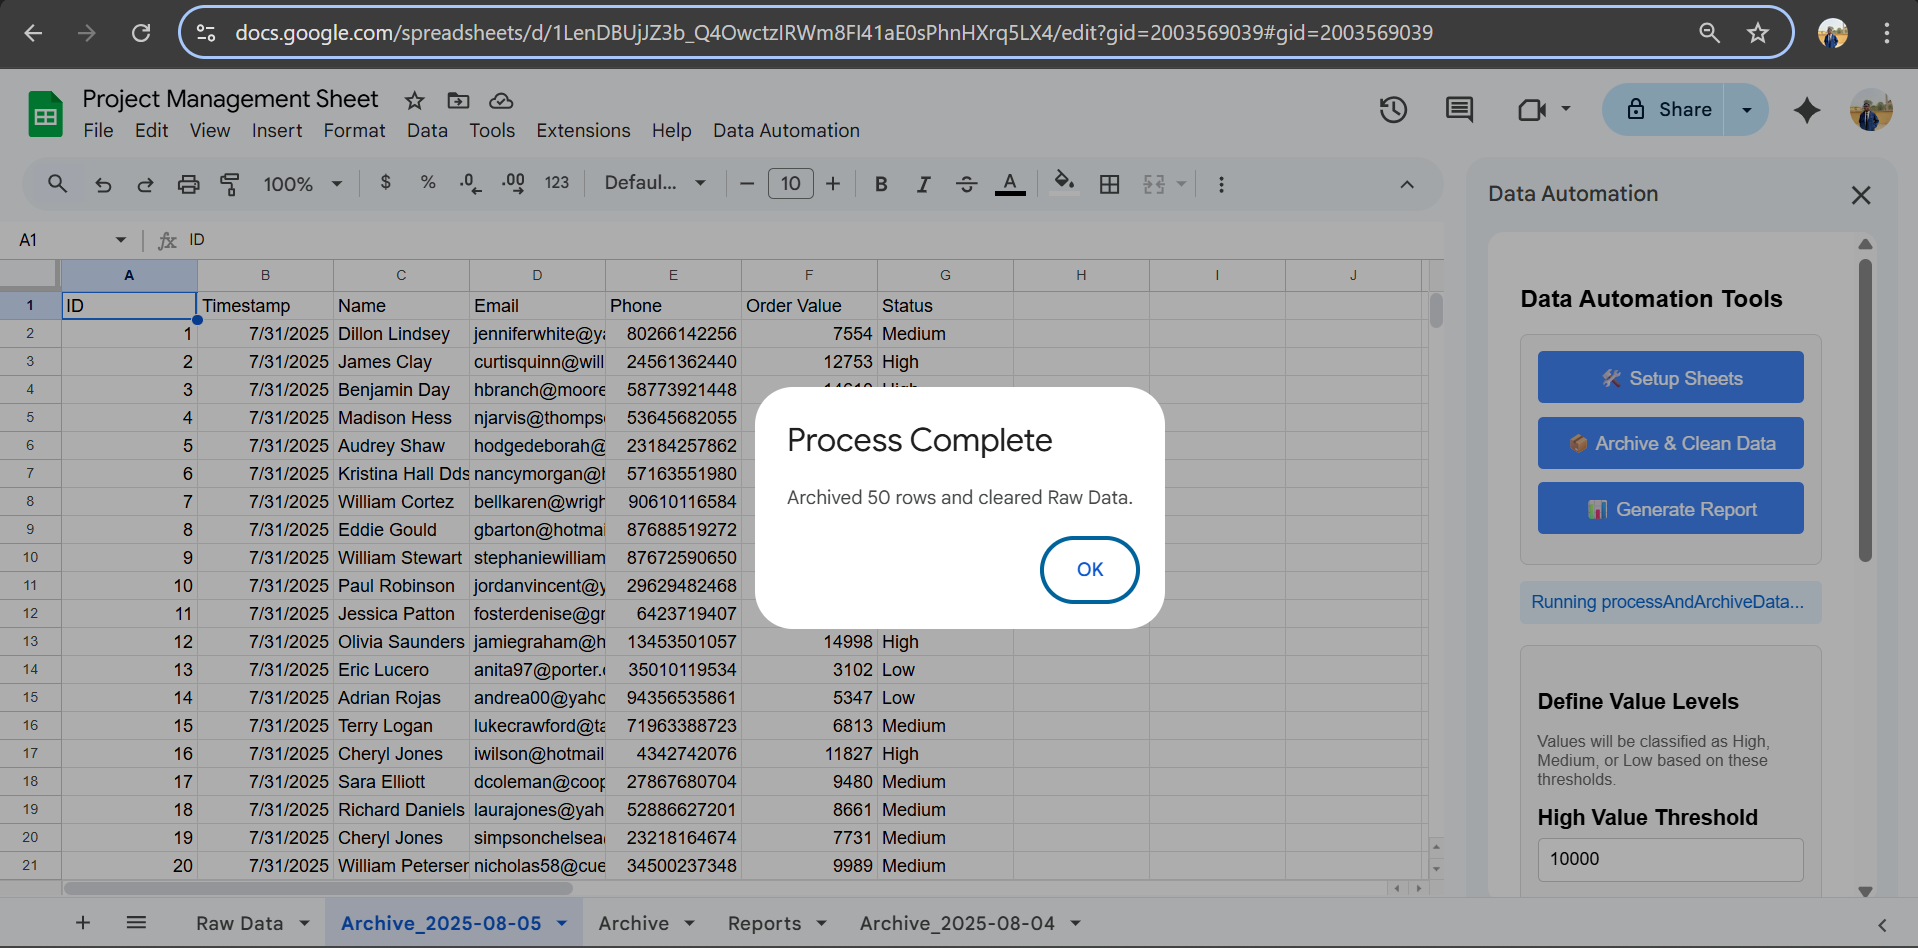 docs.google.com/spreadsheets/d/1LenDBUjJZ3b_Q4OwctzIRWm8FI41aE0sPhnHXrq5LX4/edit?gid=2003569039#gid=2003569039
Project Management Sheet
File Edit View Insert Format Data Tools Extensions Help Data Automation
Share
100% $ % .0 .00 123 Defaul... 10 B I A
A1 fx ID
A B C D E F G H I J
1 ID Timestamp Name Email Phone Order Value Status
2 1 7/31/2025 Dillon Lindsey jenniferwhite@ya 80266142256 7554 Medium
3 2 7/31/2025 James Clay curtisquinn@will 24561362440 12753 High
4 3 7/31/2025 Benjamin Day hbranch@moore 58773921448
5 4 7/31/2025 Madison Hess njarvis@thomps 53645682055
6 5 7/31/2025 Audrey Shaw hodgedeborah@ 23184257862
7 6 7/31/2025 Kristina Hall Dds nancymorgan@h 57163551980
8 7 7/31/2025 William Cortez bellkaren@wrigh 90610116584
9 8 7/31/2025 Eddie Gould gbarton@hotmai 87688519272
10 9 7/31/2025 William Stewart stephaniewilliam 87672590650
11 10 7/31/2025 Paul Robinson jordanvincent@y 29629482468
12 11 7/31/2025 Jessica Patton fosterdenise@gr 6423719407
13 12 7/31/2025 Olivia Saunders jamiegraham@h 13453501057 14998 High
14 13 7/31/2025 Eric Lucero anita97@porter.c 35010119534 3102 Low
15 14 7/31/2025 Adrian Rojas andrea00@yaho 94356535861 5347 Low
16 15 7/31/2025 Terry Logan lukecrawford@ta 71963388723 6813 Medium
17 16 7/31/2025 Cheryl Jones iwilson@hotmail 4342742076 11827 High
18 17 7/31/2025 Sara Elliott dcoleman@coop 27867680704 9480 Medium
19 18 7/31/2025 Richard Daniels laurajones@yah 52886627201 8661 Medium
20 19 7/31/2025 Cheryl Jones simpsonchelsea 23218164674 7731 Medium
21 20 7/31/2025 William Petersen nicholas58@cue 34500237348 9989 Medium
Process Complete
Archived 50 rows and cleared Raw Data.
OK
Data Automation
Data Automation Tools
Setup Sheets
Archive & Clean Data
Generate Report
Running processAndArchiveData...
Define Value Levels
Values will be classified as High,
Medium, or Low based on these
thresholds.
High Value Threshold
10000
Raw Data Archive_2025-08-05 Archive Reports Archive_2025-08-04